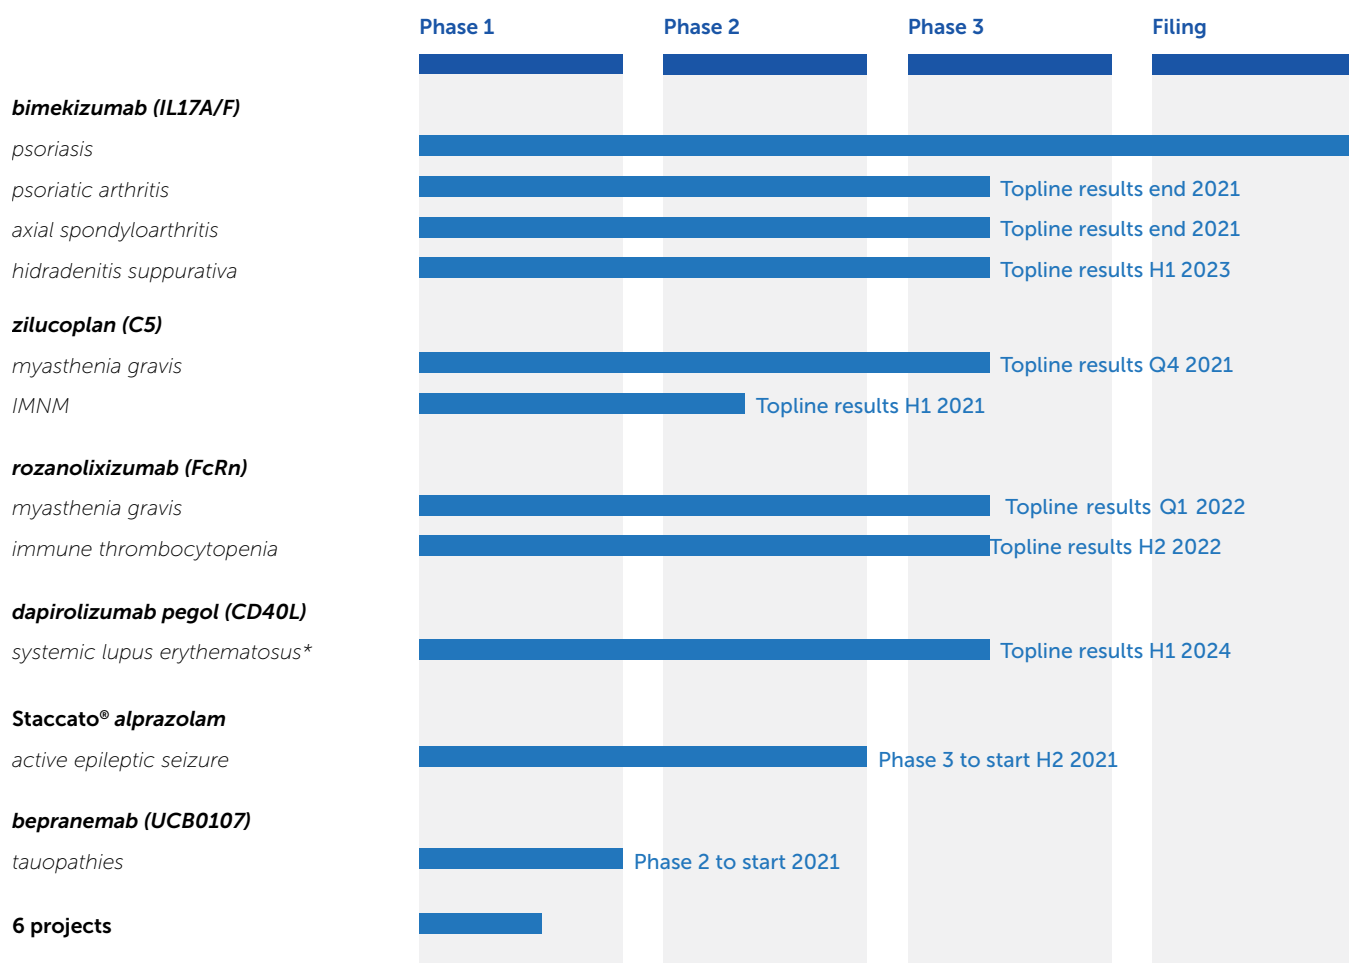 Phase 1 Phase 2 Phase 3 Filing
bimekizumab (IL17A/F)
psoriasis
psoriatic arthritis Topline results end 2021
axial spondyloarthritis Topline results end 2021
hidradenitis suppurativa Topline results H1 2023
zilucoplan (C5)
myasthenia gravis Topline results Q4 2021
IMNM Topline results H1 2021
rozanolixizumab (FcRn)
myasthenia gravis Topline results Q1 2022
immune thrombocytopenia Topline results H2 2022
dapirolizumab pegol (CD40L)
systemic lupus erythematosus* Topline results H1 2024
Staccato® alprazolam
active epileptic seizure Phase 3 to start H2 2021
bepranemab (UCB0107)
tauopathies Phase 2 to start 2021
6 projects